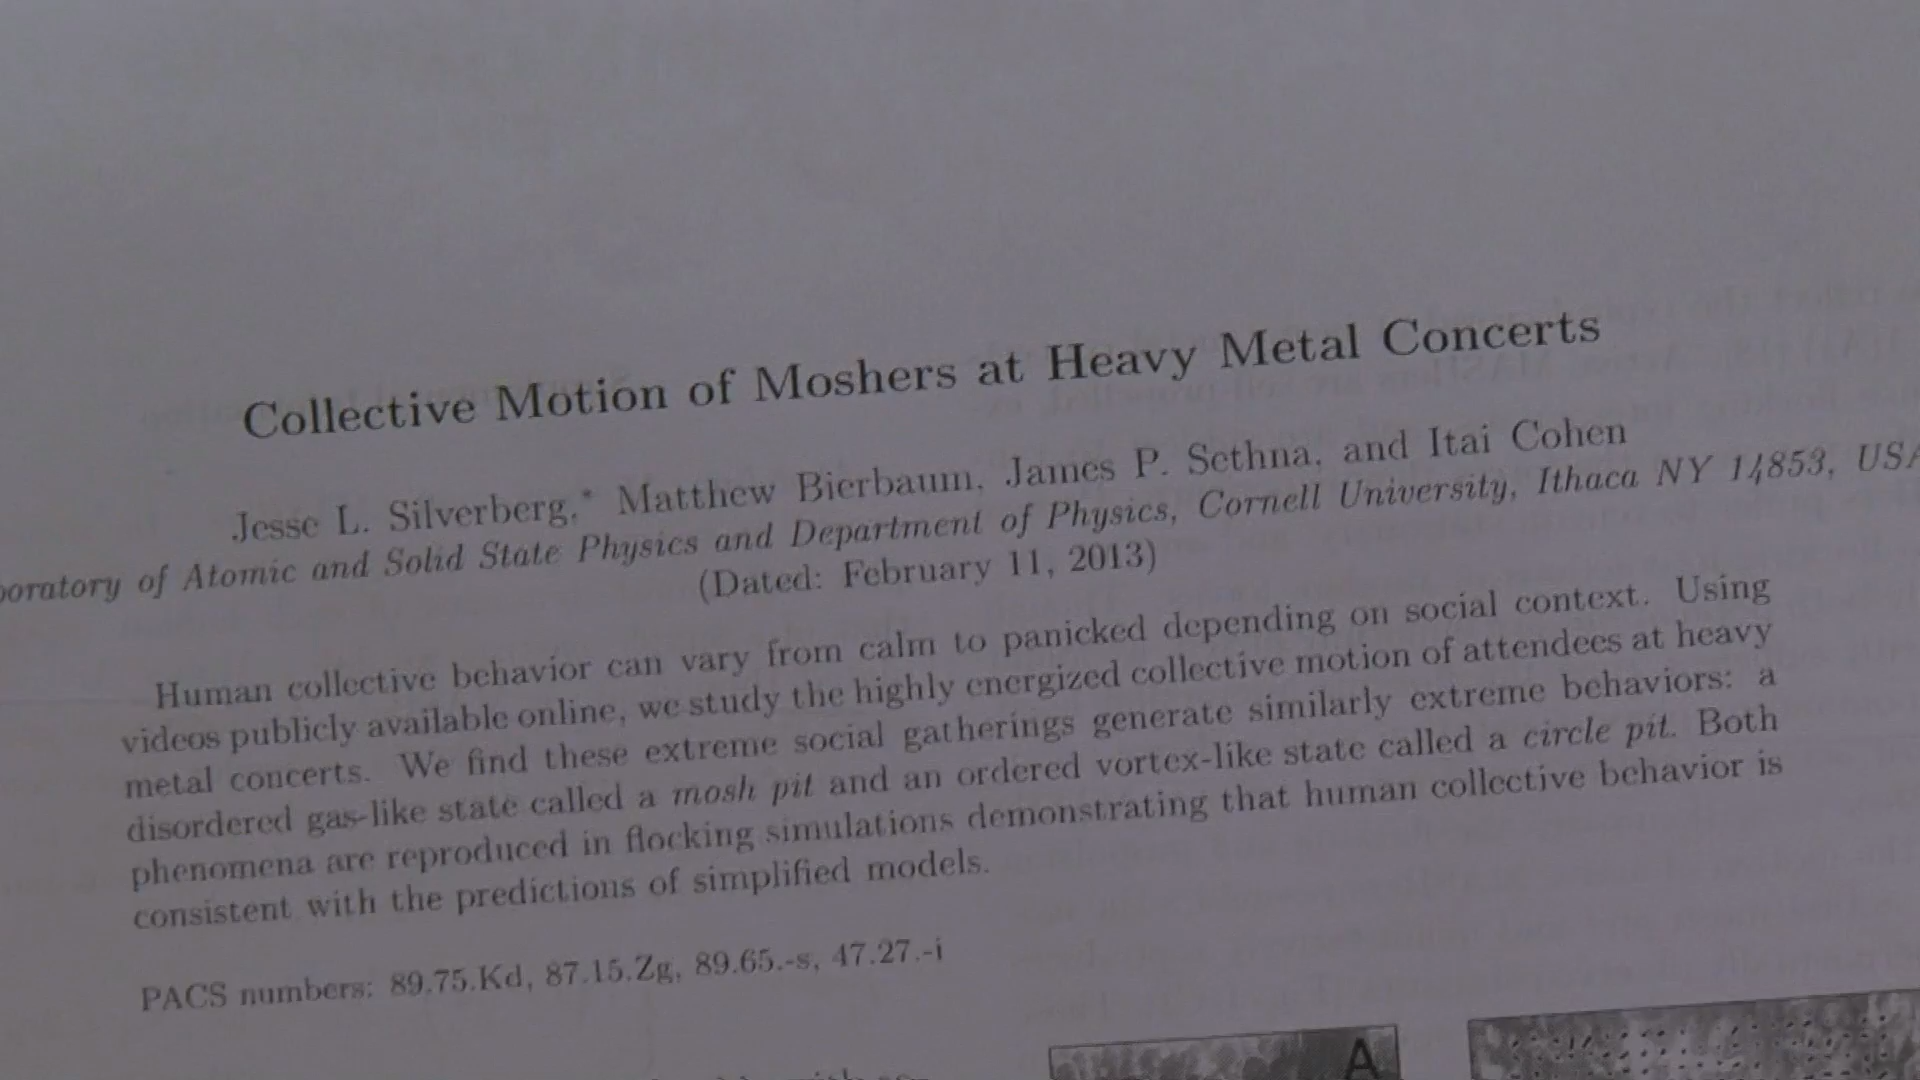 Collective Motion of Moshers at Heavy Metal Concerts
Jesse L. Silverberg,* Matthew Bierbaum, James P. Sethna, and Itai Cohen
boratory of Atomic and Solid State Physics and Department of Physics, Cornell University, Ithaca NY 14853, USA
(Dated: February 11, 2013)
Human collective behavior can vary from calm to panicked depending on social context. Using
videos publicly available online, we study the highly energized collective motion of attendees at heavy
metal concerts. We find these extreme social gatherings generate similarly extreme behaviors: a
disordered gas-like state called a mosh pit and an ordered vortex-like state called a circle pit. Both
phenomena are reproduced in flocking simulations demonstrating that human collective behavior is
consistent with the predictions of simplified models.
PACS numbers: 89.75.Kd, 87.15.Zg, 89.65.-s, 47.27.-i
A